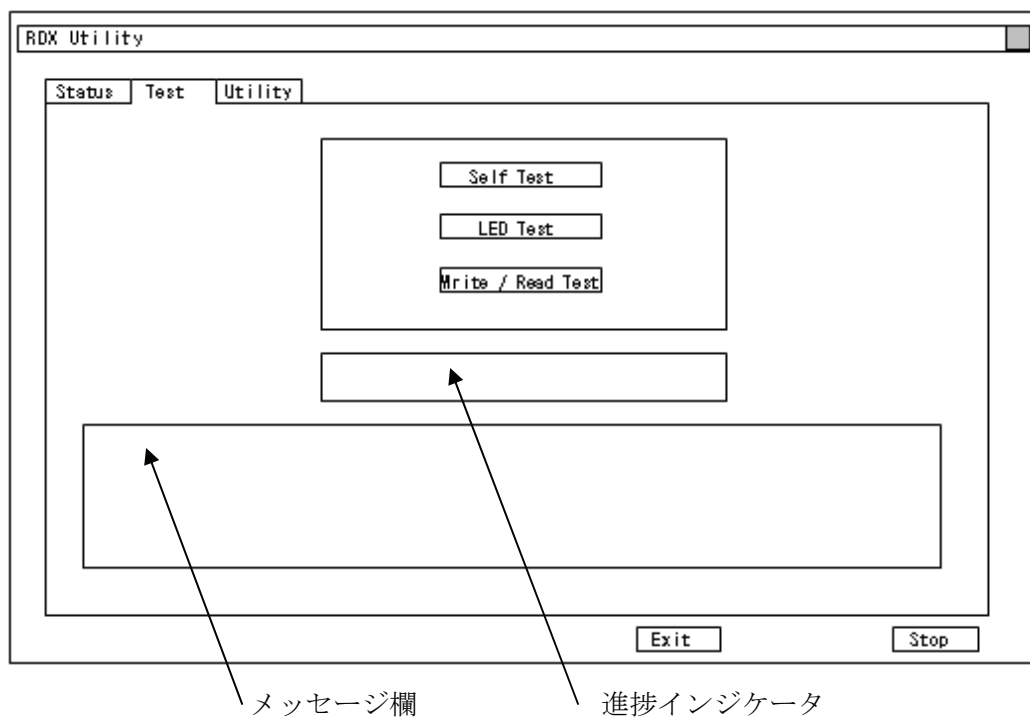 RDX Utility
Status Test Utility
Self Test
LED Test
Write / Read Test
Exit Stop
メッセージ欄 進捗インジケータ